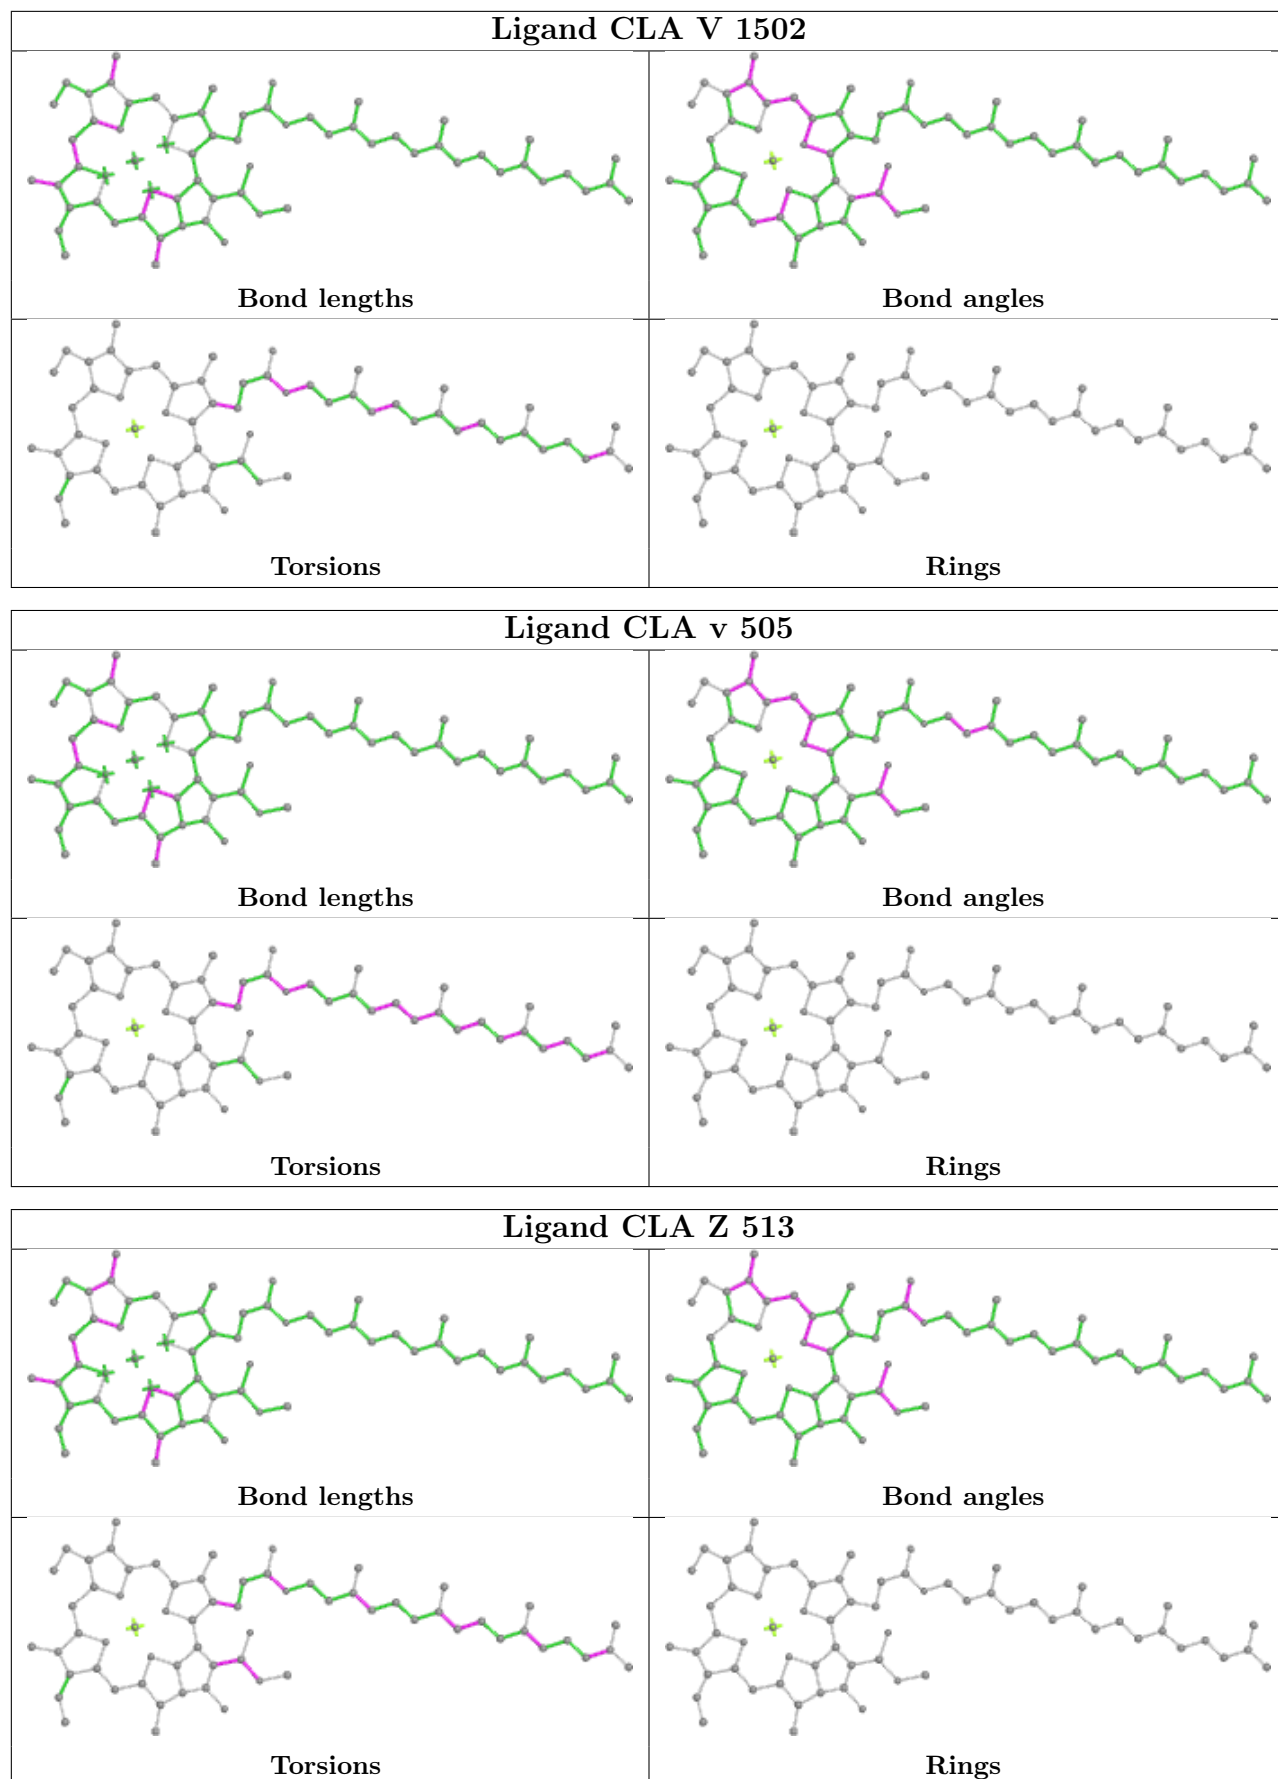 Ligand CLA V 1502
Bond lengths
Bond angles
Torsions
Rings
Ligand CLA v 505
Bond lengths
Bond angles
Torsions
Rings
Ligand CLA Z 513
Bond lengths
Bond angles
Torsions
Rings